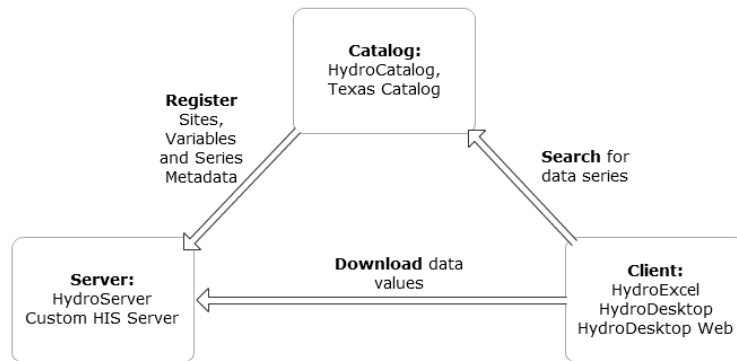 Catalog:
HydroCatalog,
Texas Catalog
Register
Sites,
Variables
and Series
Metadata
Search for
data series
Server:
HydroServer
Custom HIS Server
Download data
values
Client:
HydroExcel
HydroDesktop
HydroDesktop Web